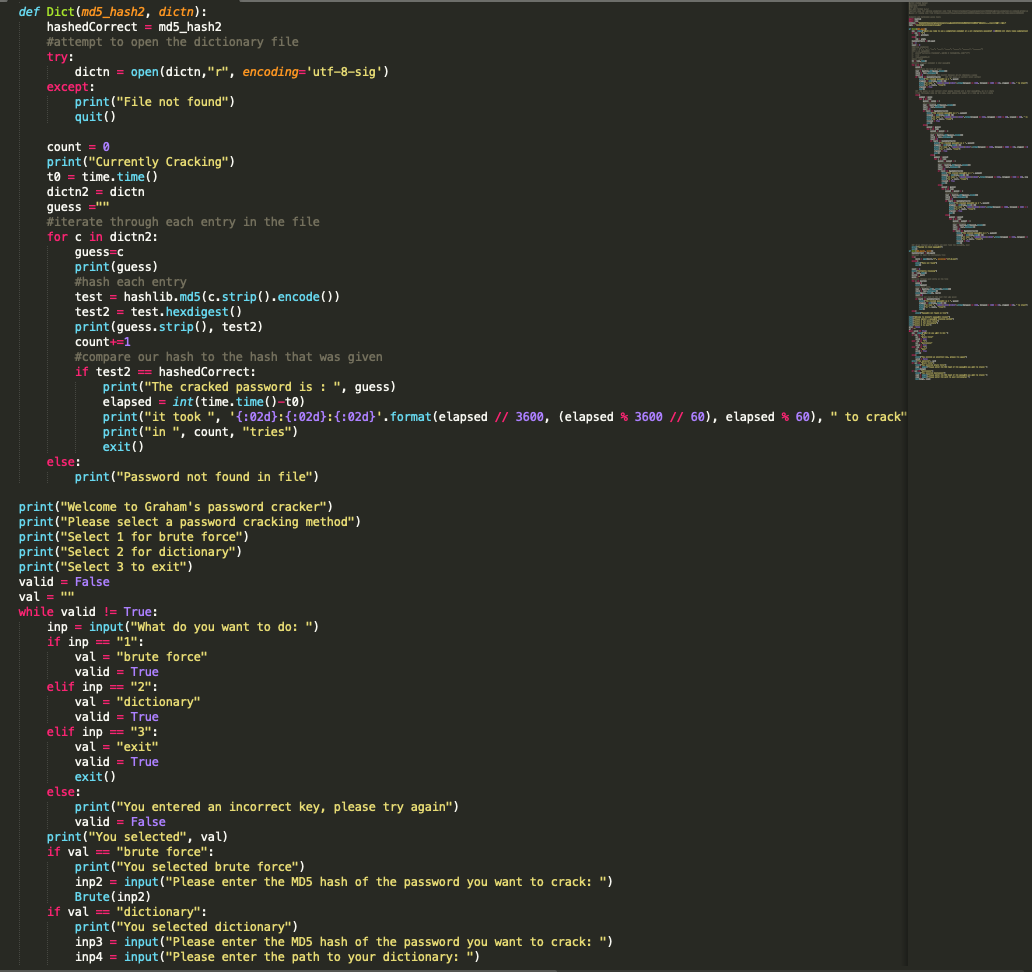 def Dict(md5_hash2, dictn):
    hashedCorrect = md5_hash2
    #attempt to open the dictionary file
    try:
        dictn = open(dictn,"r", encoding='utf-8-sig')
    except:
        print("File not found")
        quit()

    count = 0
    print("Currently Cracking")
    t0 = time.time()
    dictn2 = dictn
    guess =""
    #iterate through each entry in the file
    for c in dictn2:
        guess=c
        print(guess)
        #hash each entry
        test = hashlib.md5(c.strip().encode())
        test2 = test.hexdigest()
        print(guess.strip(), test2)
        count+=1
        #compare our hash to the hash that was given
        if test2 == hashedCorrect:
            print("The cracked password is : ", guess)
            elapsed = int(time.time()-t0)
            print("it took ", '{:02d}:{:02d}:{:02d}'.format(elapsed // 3600, (elapsed % 3600 // 60), elapsed % 60), " to crack"
            print("in ", count, "tries")
            exit()
    else:
        print("Password not found in file")

print("Welcome to Graham's password cracker")
print("Please select a password cracking method")
print("Select 1 for brute force")
print("Select 2 for dictionary")
print("Select 3 to exit")
valid = False
val = ""
while valid != True:
    inp = input("What do you want to do: ")
    if inp == "1":
        val = "brute force"
        valid = True
    elif inp == "2":
        val = "dictionary"
        valid = True
    elif inp == "3":
        val = "exit"
        valid = True
        exit()
    else:
        print("You entered an incorrect key, please try again")
        valid = False
    print("You selected", val)
    if val == "brute force":
        print("You selected brute force")
        inp2 = input("Please enter the MD5 hash of the password you want to crack: ")
        Brute(inp2)
    if val == "dictionary":
        print("You selected dictionary")
        inp3 = input("Please enter the MD5 hash of the password you want to crack: ")
        inp4 = input("Please enter the path to your dictionary: ")